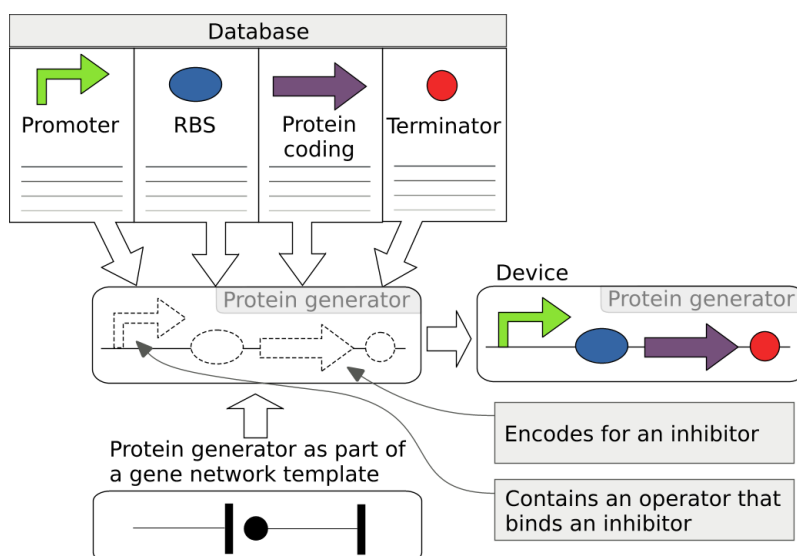 Database
Promoter
RBS
Protein
coding
Terminator
Device
Protein generator
Protein generator
Encodes for an inhibitor
Protein generator as part of
a gene network template
Contains an operator that
binds an inhibitor